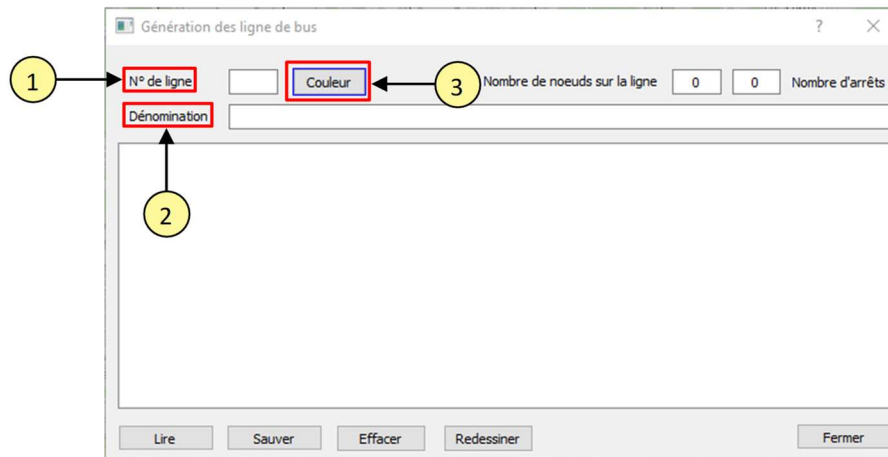 Génération des ligne de bus ? ×
1 N° de ligne Couleur 3 Nombre de noeuds sur la ligne 0 0 Nombre d'arrêts
Dénomination
2
Lire Sauver Effacer Redessiner Fermer